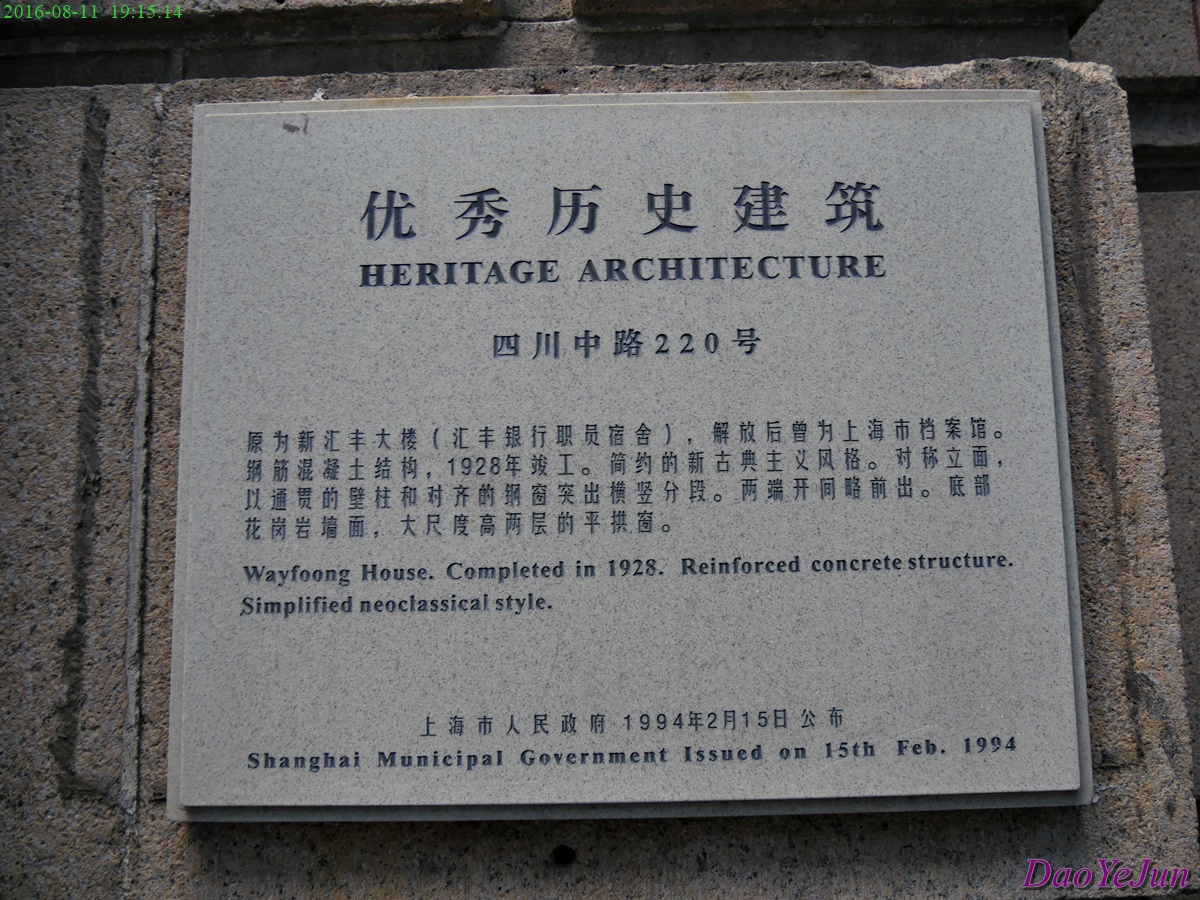 2016-08-11 19:15:14
优秀历史建筑
HERITAGE ARCHITECTURE
四川中路220号
原为新汇丰大楼（汇丰银行职员宿舍），解放后曾为上海市档案馆。
钢筋混凝土结构，1928年竣工。简约的新古典主义风格。对称立面，
以通贯的壁柱和对齐的钢窗突出横竖分段。两端开间略前出。底部
花岗岩墙面，大尺度高两层的平拱窗。
Wayfoong House. Completed in 1928. Reinforced concrete structure.
Simplified neoclassical style.
上海市人民政府 1994年2月15日公布
Shanghai Municipal Government Issued on 15th Feb. 1994
DaoYeJun